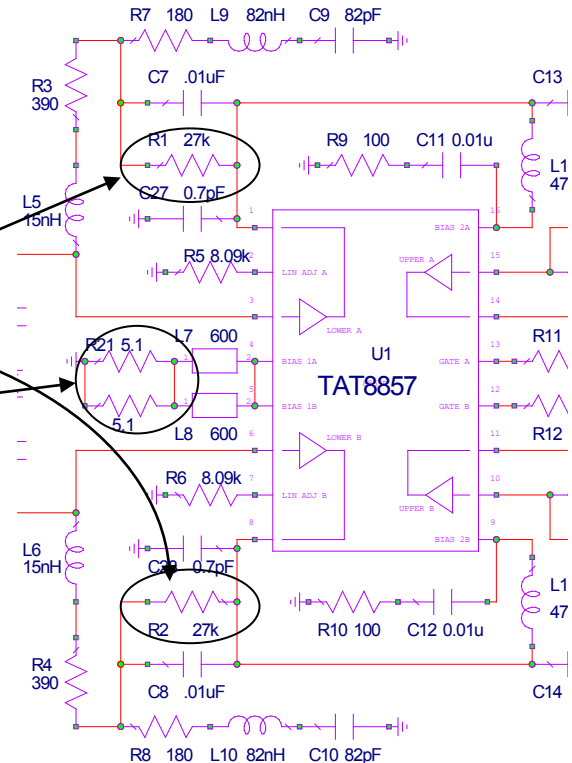 R7 180 L9 82nH C9 82pF
R3
390
C7 .01uF
C13
R1 27k
R9 100
C11 0.01u
L1
47
C27 0.7pF
L5
15nH
1
16
BIAS 2A
R5 8.09k
2
LIN ADJ A
UPPER A
15
3
LOWER A
14
R21 5.1
L7 600
1
2
4
BIAS 1A
U1
GATE A
13
R11
TAT8857
5.1
1
2
5
BIAS 1B
GATE B
12
L8 600
R12
6
LOWER B
11
R6 8.09k
7
LIN ADJ B
UPPER B
10
8
BIAS 2B
9
L6
15nH
0.7pF
L1
47
R2 27k
R10 100
C12 0.01u
R4
390
C8 .01uF
C14
R8 180 L10 82nH C10 82pF